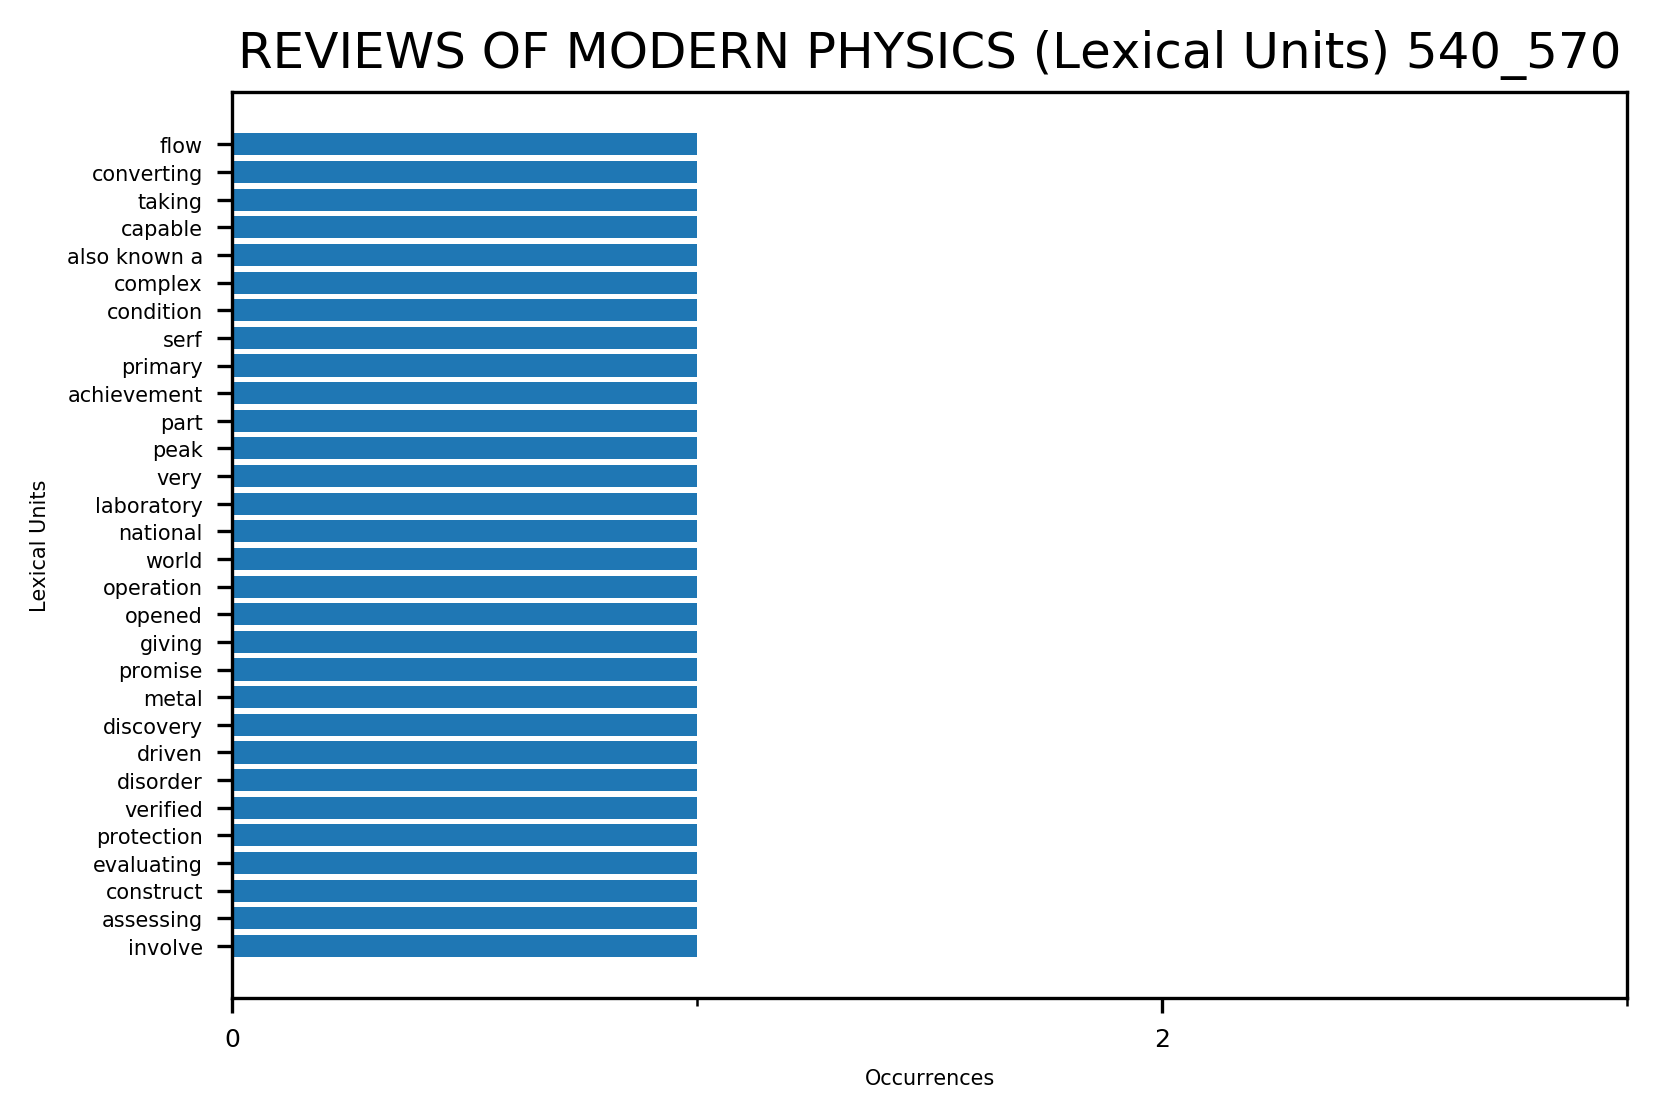 REVIEWS OF MODERN PHYSICS (Lexical Units) 540_570
flow
converting
taking
capable
also known a
complex
condition
serf
primary
achievement
part
peak
very
laboratory
national
world
operation
opened
giving
promise
metal
discovery
driven
disorder
verified
protection
evaluating
construct
assessing
involve
Lexical Units
0
2
Occurrences